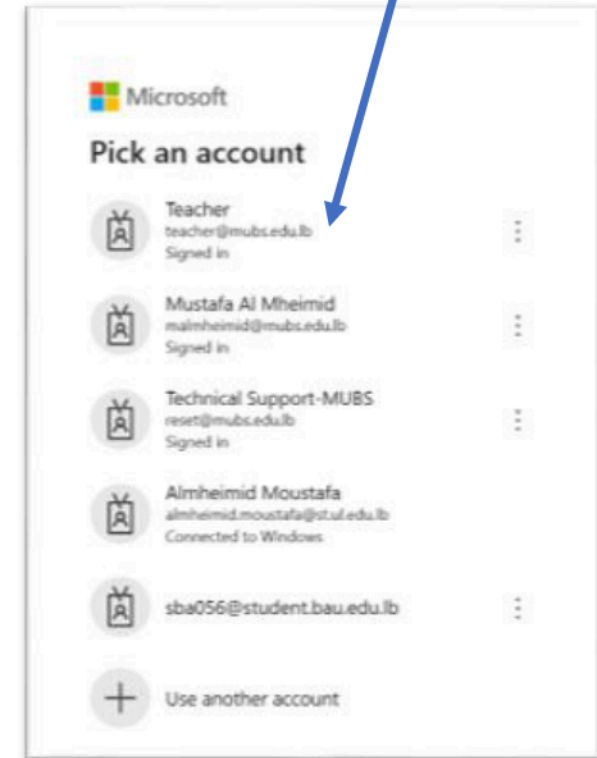 Microsoft
Pick an account
Teacher
teacher@mubs.edu.lb
Signed in
Mustafa Al Mheimid
malmheimid@mubs.edu.lb
Signed in
Technical Support-MUBS
reset@mubs.edu.lb
Signed in
Almheimid Moustafa
almheimid.moustafa@st.ul.edu.lb
Connected to Windows
sba056@student.bau.edu.lb
Use another account